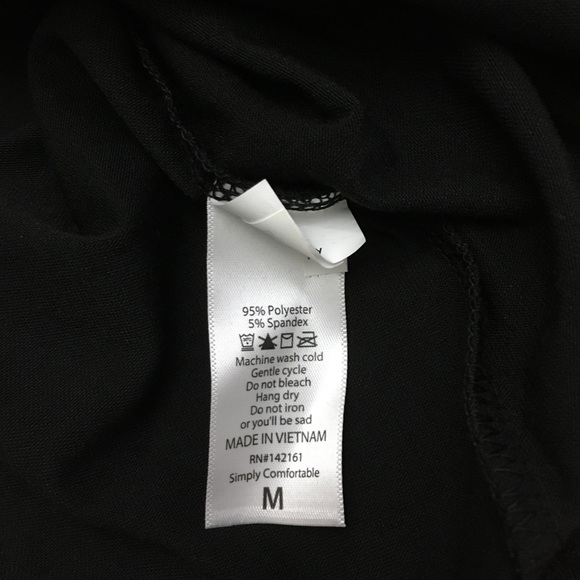 95% Polyester
5% Spandex
Machine wash cold
Gentle cycle
Do not bleach
Hang dry
Do not iron
or you'll be sad
MADE IN VIETNAM
RN#142161
Simply Comfortable
M